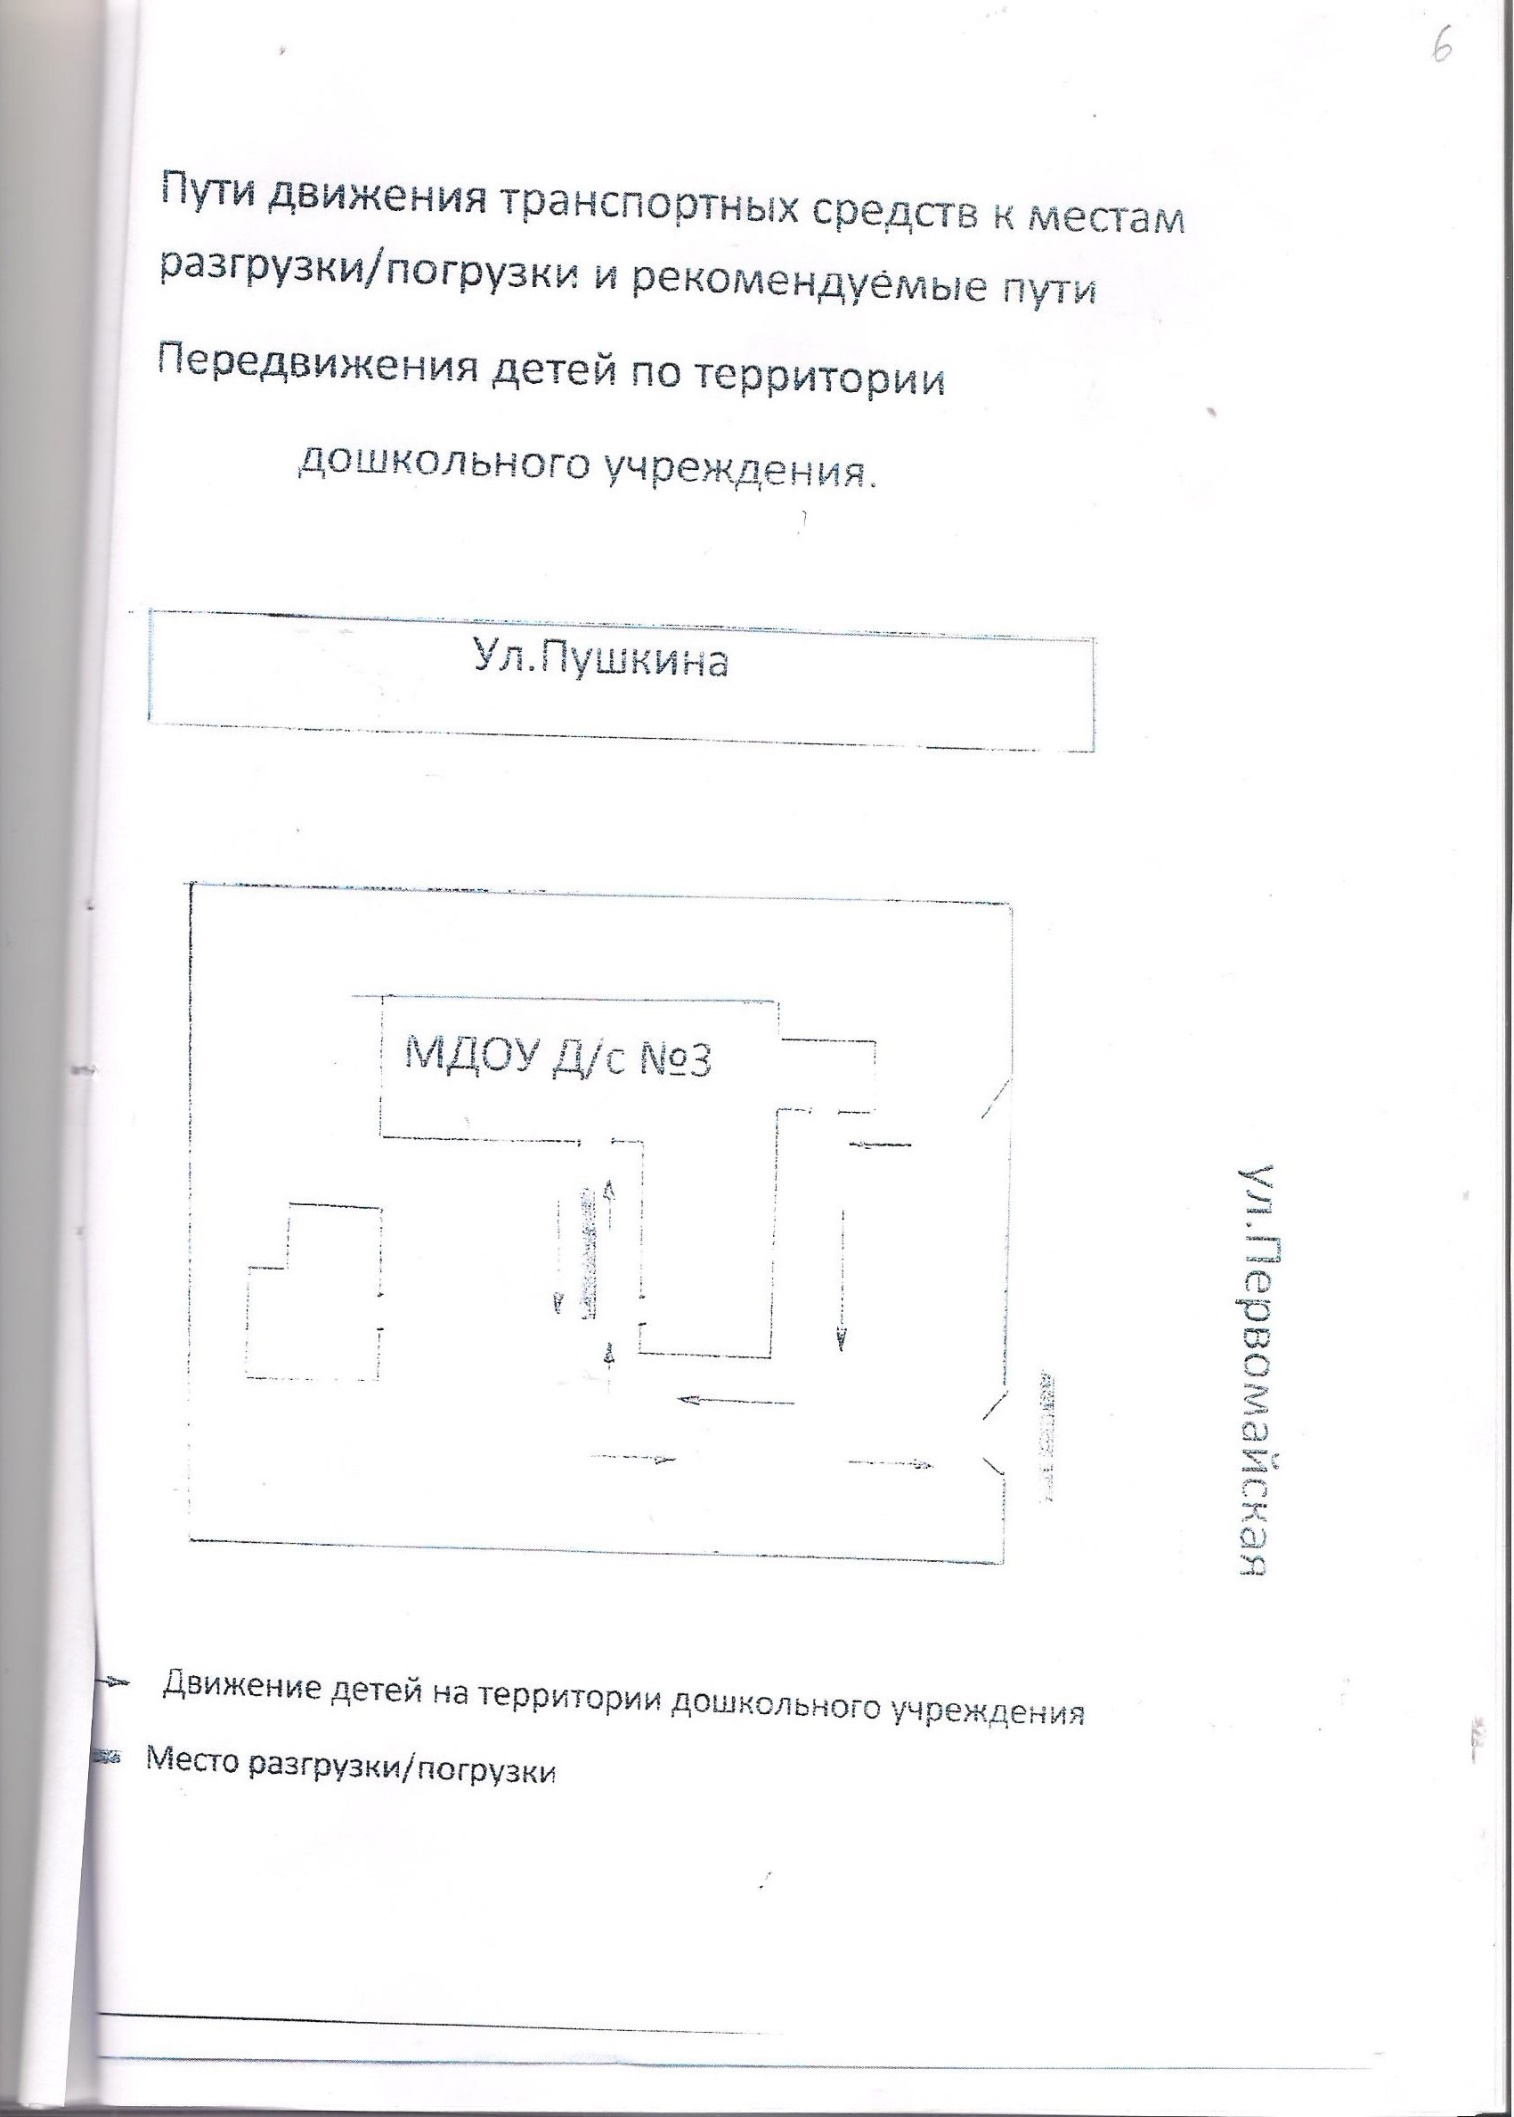 6
Пути движения транспортных средств к местам
разгрузки/погрузки и рекомендуемые пути
Передвижения детей по территории
дошкольного учреждения.
Ул.Пушкина
МДОУ Д/с №3
ул.Первомайская
Движение детей на территории дошкольного учреждения
Место разгрузки/погрузки